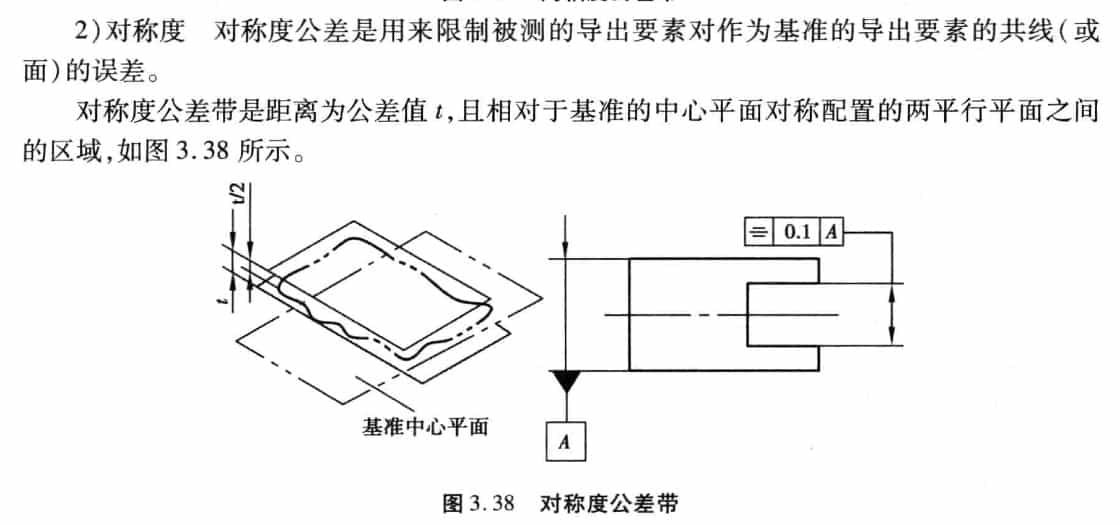 2)对称度 对称度公差是用来限制被测的导出要素对作为基准的导出要素的共线(或
面)的误差。
对称度公差带是距离为公差值 t,且相对于基准的中心平面对称配置的两平行平面之间
的区域,如图 3.38 所示。
t/2
t
基准中心平面
⌯ 0.1 A
A
图 3.38 对称度公差带